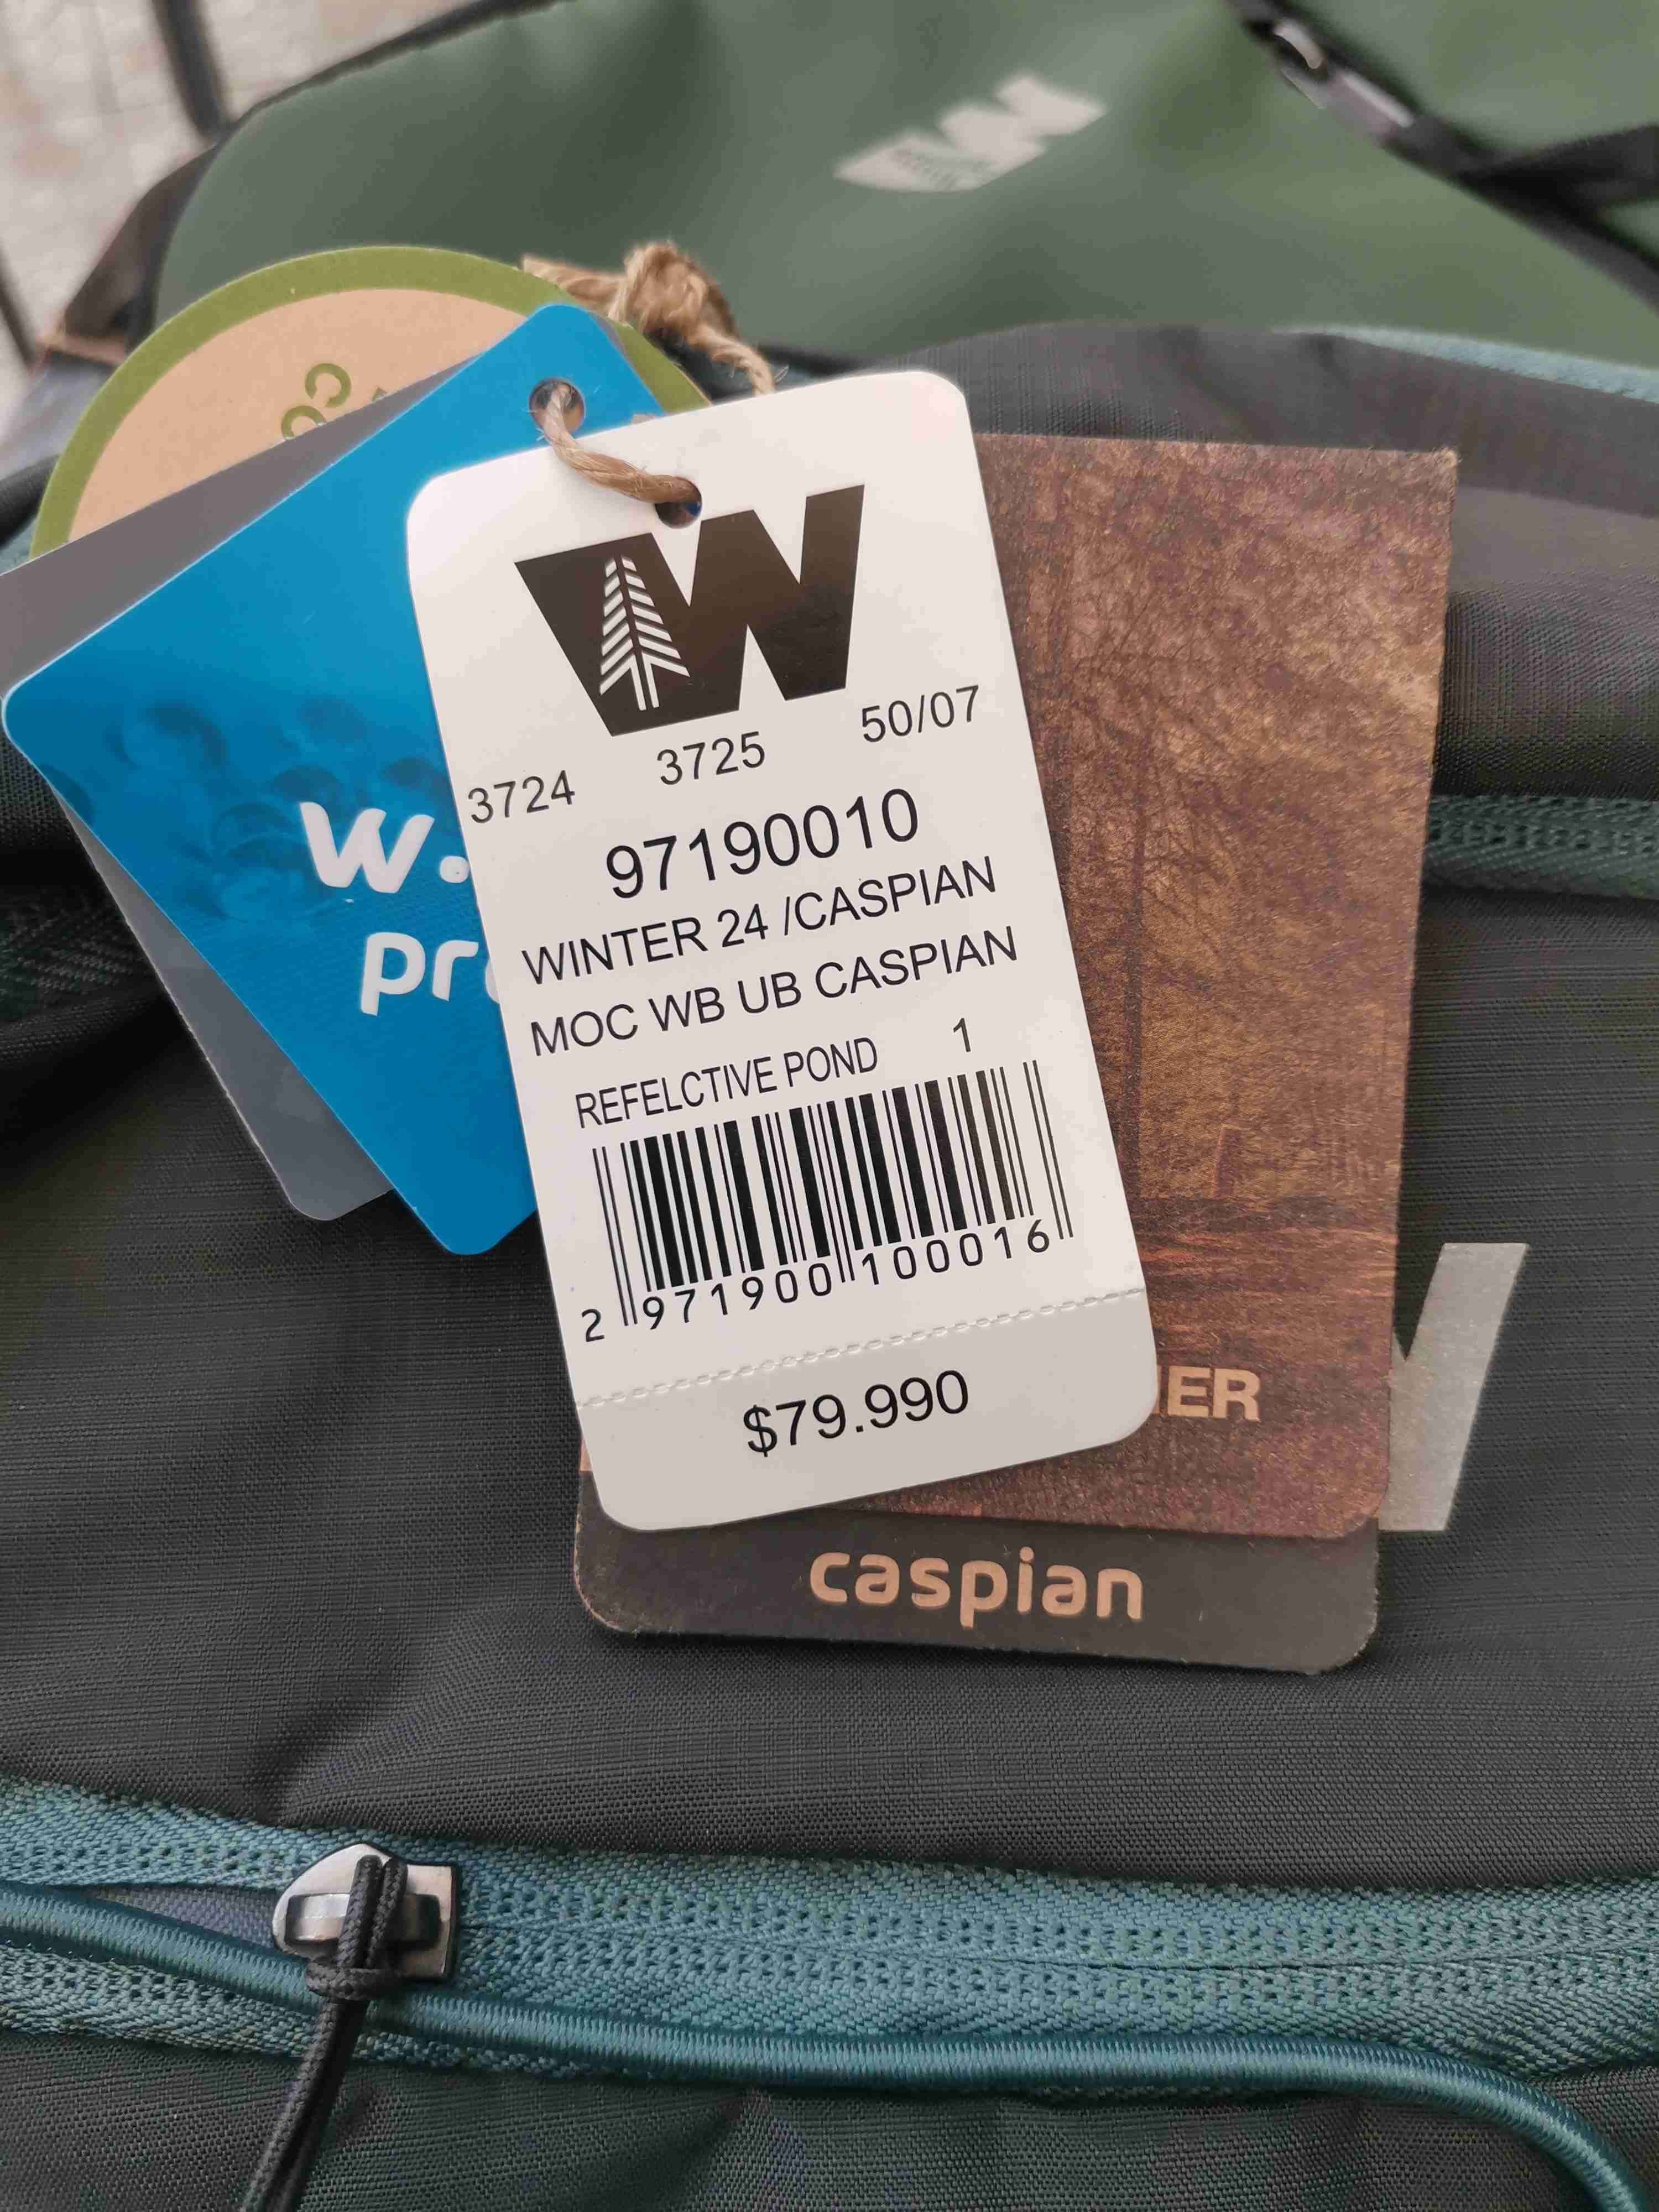 W
3724 3725 50/07
97190010
WINTER 24 /CASPIAN
MOC WB UB CASPIAN
REFELCTIVE POND 1
2 971900 100016
$79.990
caspian